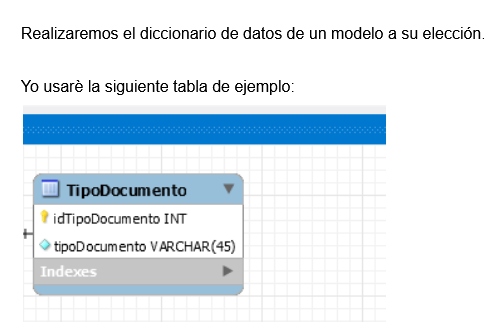 Realizaremos el diccionario de datos de un modelo a su elección.
Yo usarè la siguiente tabla de ejemplo:
TipoDocumento
idTipoDocumento INT
tipoDocumento VARCHAR(45)
Indexes